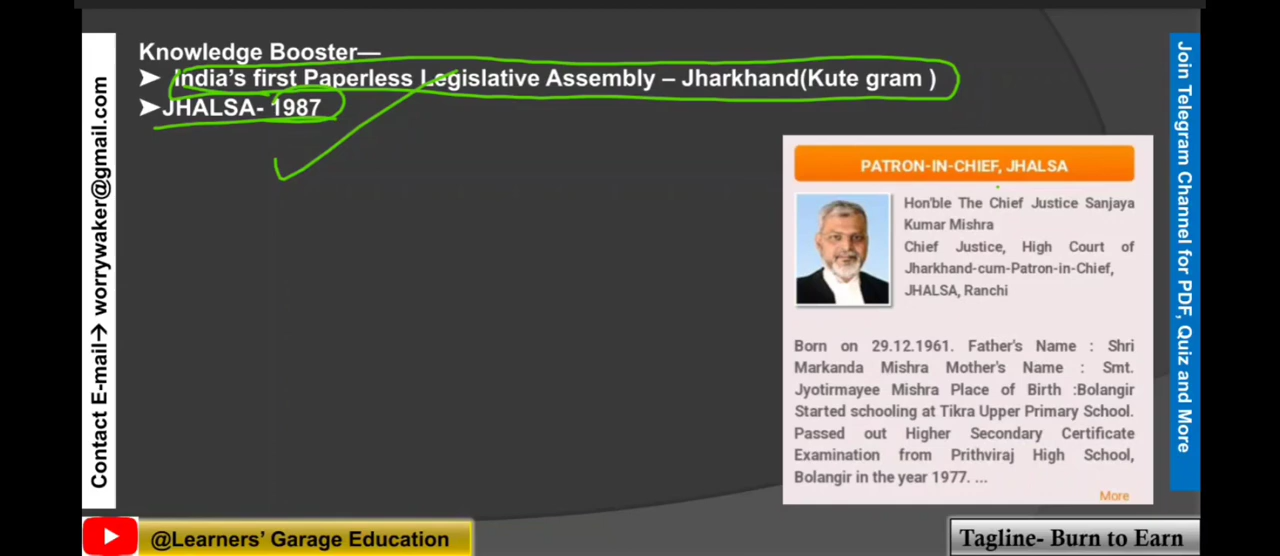 Knowledge Booster—
➤ India's first Paperless Legislative Assembly – Jharkhand(Kute gram )
➤JHALSA- 1987
Contact E-mail→ worrywaker@gmail.com
PATRON-IN-CHIEF, JHALSA
Hon'ble The Chief Justice Sanjaya
Kumar Mishra
Chief Justice, High Court of
Jharkhand-cum-Patron-in-Chief,
JHALSA, Ranchi
Born on 29.12.1961. Father's Name : Shri
Markanda Mishra Mother's Name : Smt.
Jyotirmayee Mishra Place of Birth :Bolangir
Started schooling at Tikra Upper Primary School.
Passed out Higher Secondary Certificate
Examination from Prithviraj High School,
Bolangir in the year 1977. ...
More
Join Telegram Channel for PDF, Quiz and More
@Learners' Garage Education
Tagline- Burn to Earn